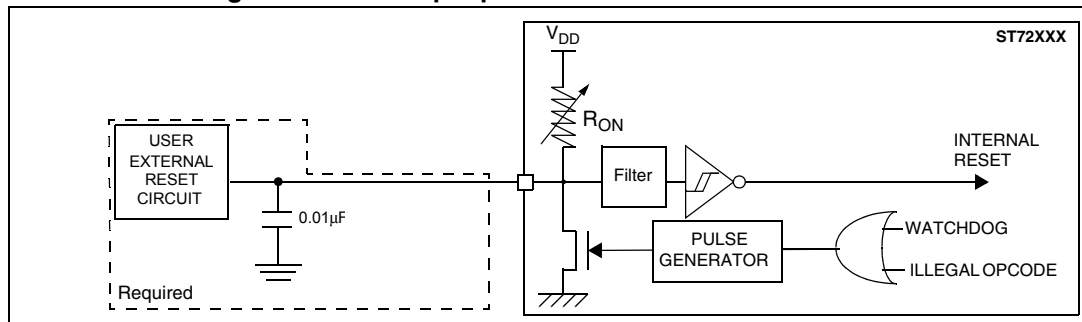 V_DD
ST72XXX
R_ON
USER
EXTERNAL
RESET
CIRCUIT
0.01µF
Required
Filter
INTERNAL
RESET
PULSE
GENERATOR
WATCHDOG
ILLEGAL OPCODE